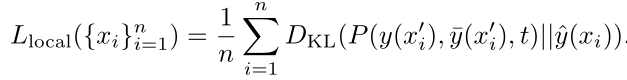 L_local({x_i}_{i=1}^n) = \frac{1}{n} \sum_{i=1}^{n} D_KL(P(y(x'_i), \bar{y}(x'_i), t)||\hat{y}(x_i)).